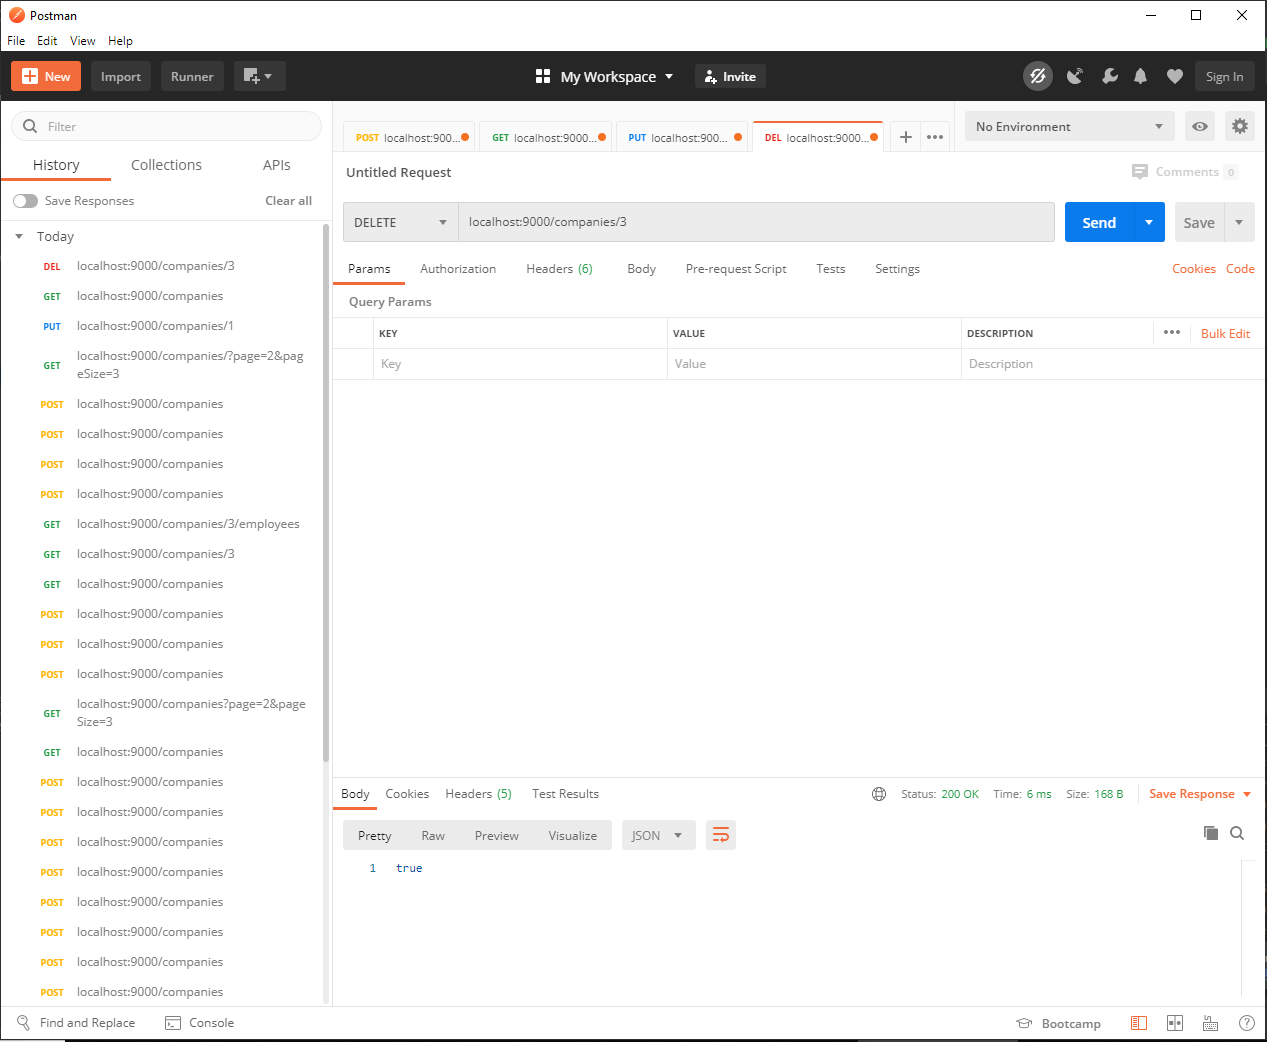 Postman
File Edit View Help
New Import Runner My Workspace Invite Sign In
Filter
History Collections APIs
Save Responses Clear all
Today
DEL localhost:9000/companies/3
GET localhost:9000/companies
PUT localhost:9000/companies/1
GET localhost:9000/companies/?page=2&pag
eSize=3
POST localhost:9000/companies
POST localhost:9000/companies
POST localhost:9000/companies
POST localhost:9000/companies
GET localhost:9000/companies/3/employees
GET localhost:9000/companies/3
GET localhost:9000/companies
POST localhost:9000/companies
POST localhost:9000/companies
POST localhost:9000/companies
GET localhost:9000/companies?page=2&page
Size=3
GET localhost:9000/companies
POST localhost:9000/companies
POST localhost:9000/companies
POST localhost:9000/companies
POST localhost:9000/companies
POST localhost:9000/companies
POST localhost:9000/companies
POST localhost:9000/companies
POST localhost:9000/companies
POST localhost:900... GET localhost:9000... PUT localhost:900... DEL localhost:9000... + ••• No Environment
Untitled Request Comments 0
DELETE localhost:9000/companies/3 Send Save
Params Authorization Headers (6) Body Pre-request Script Tests Settings Cookies Code
Query Params
KEY VALUE DESCRIPTION ••• Bulk Edit
Key Value Description
Body Cookies Headers (5) Test Results Status: 200 OK Time: 6 ms Size: 168 B Save Response
Pretty Raw Preview Visualize JSON
1 true
Find and Replace Console Bootcamp ?